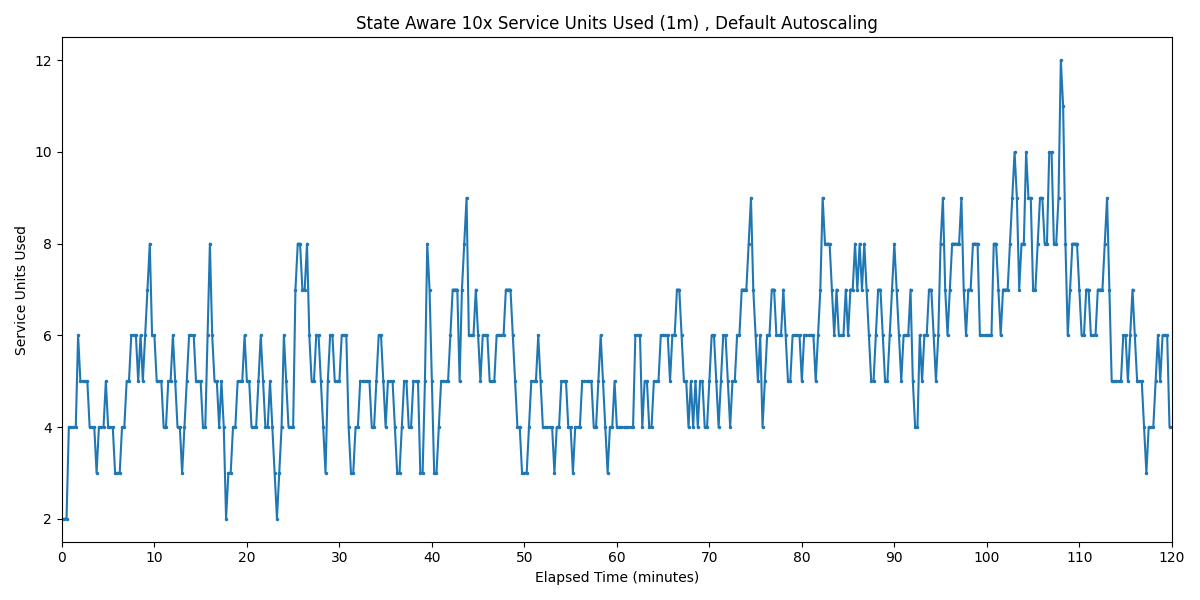 State Aware 10x Service Units Used (1m) , Default Autoscaling
Service Units Used
12
10
8
6
4
2
0 10 20 30 40 50 60 70 80 90 100 110 120
Elapsed Time (minutes)